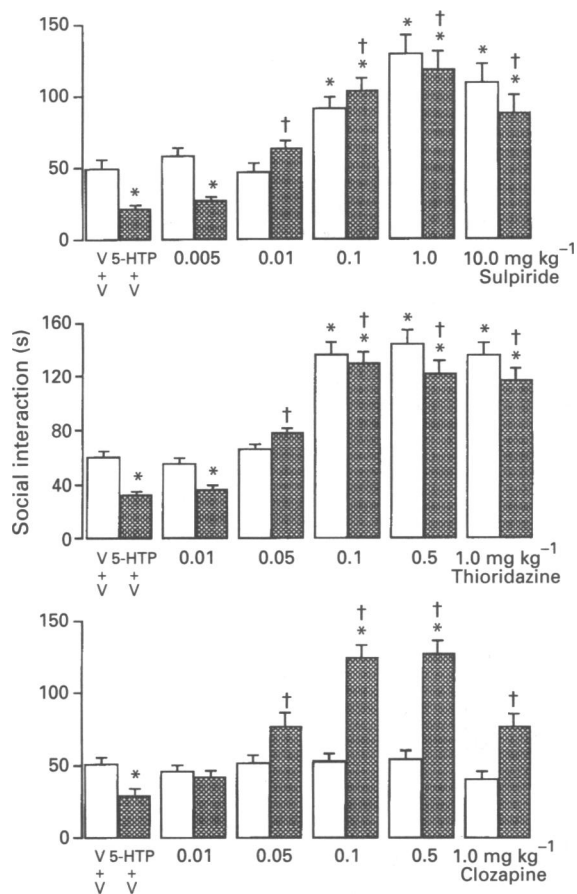 Social interaction (s)
150
100
50
0
* * † * * † * * † * * † *
V 5-HTP 0.005 0.01 0.1 1.0 10.0 mg kg⁻¹
+ +
V V
Sulpiride
160
120
80
40
0
* * † * † * * † * * † *
V 5-HTP 0.01 0.05 0.1 0.5 1.0 mg kg⁻¹
+ +
V V
Thioridazine
150
100
50
0
* † † * † * †
V 5-HTP 0.01 0.05 0.1 0.5 1.0 mg kg⁻¹
+ +
V V
Clozapine